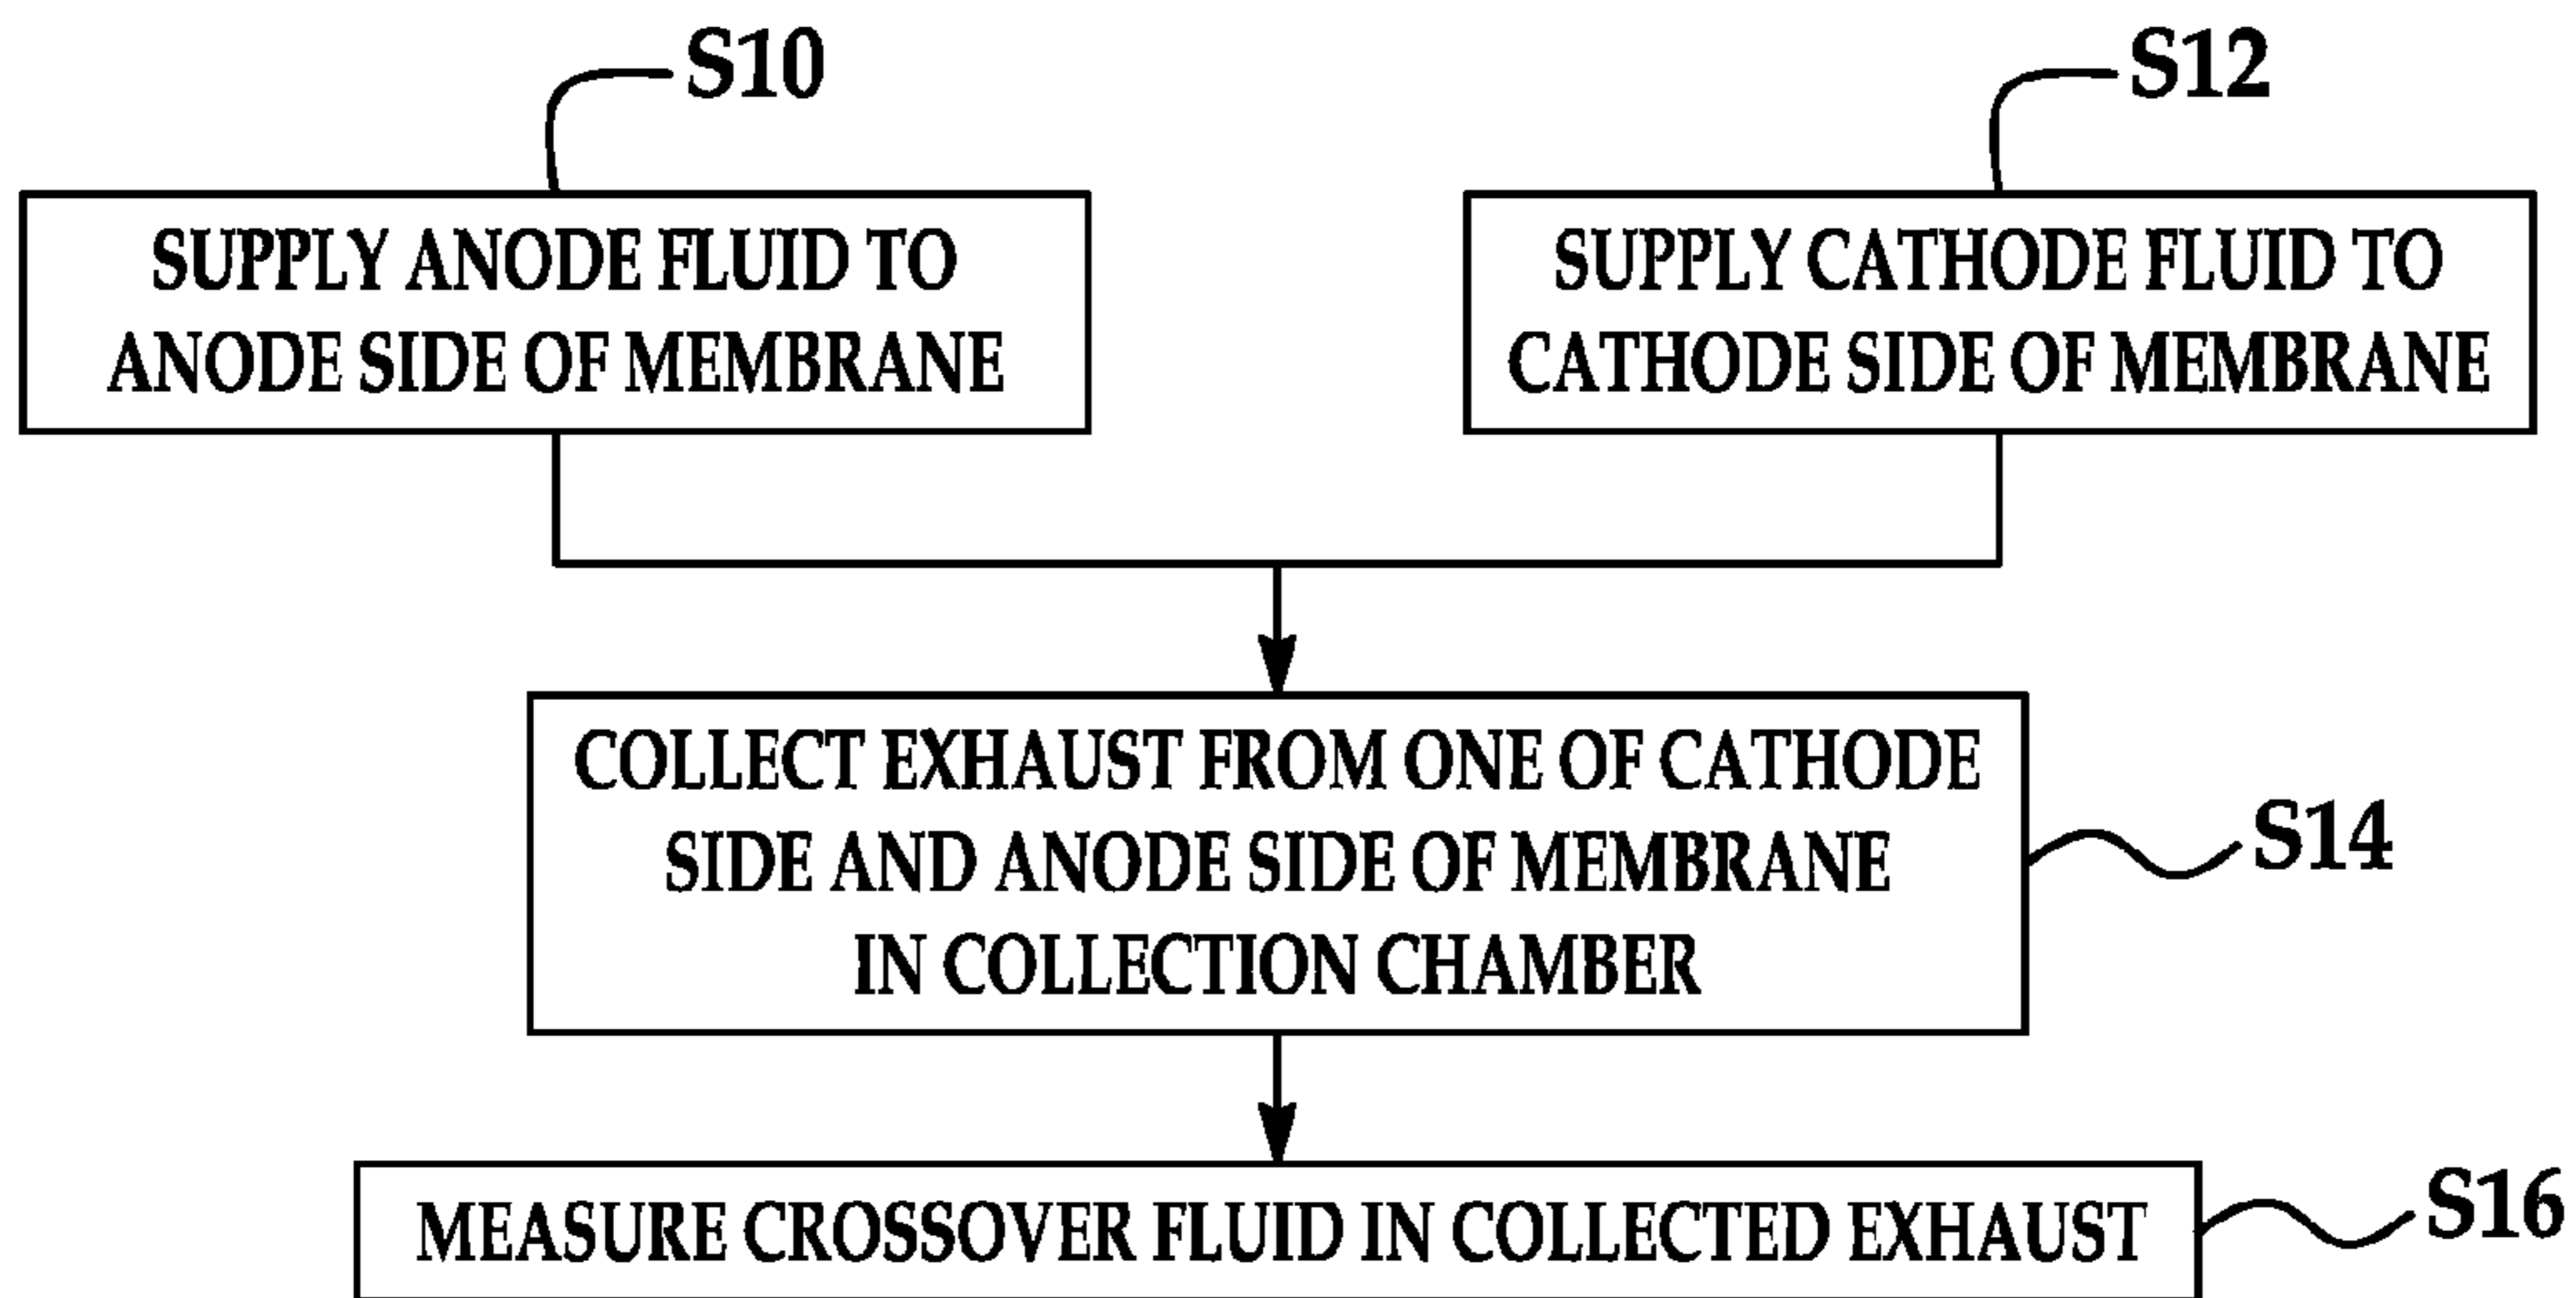 S10
S12
SUPPLY ANODE FLUID TO
ANODE SIDE OF MEMBRANE
SUPPLY CATHODE FLUID TO
CATHODE SIDE OF MEMBRANE
COLLECT EXHAUST FROM ONE OF CATHODE
SIDE AND ANODE SIDE OF MEMBRANE
IN COLLECTION CHAMBER
S14
MEASURE CROSSOVER FLUID IN COLLECTED EXHAUST
S16